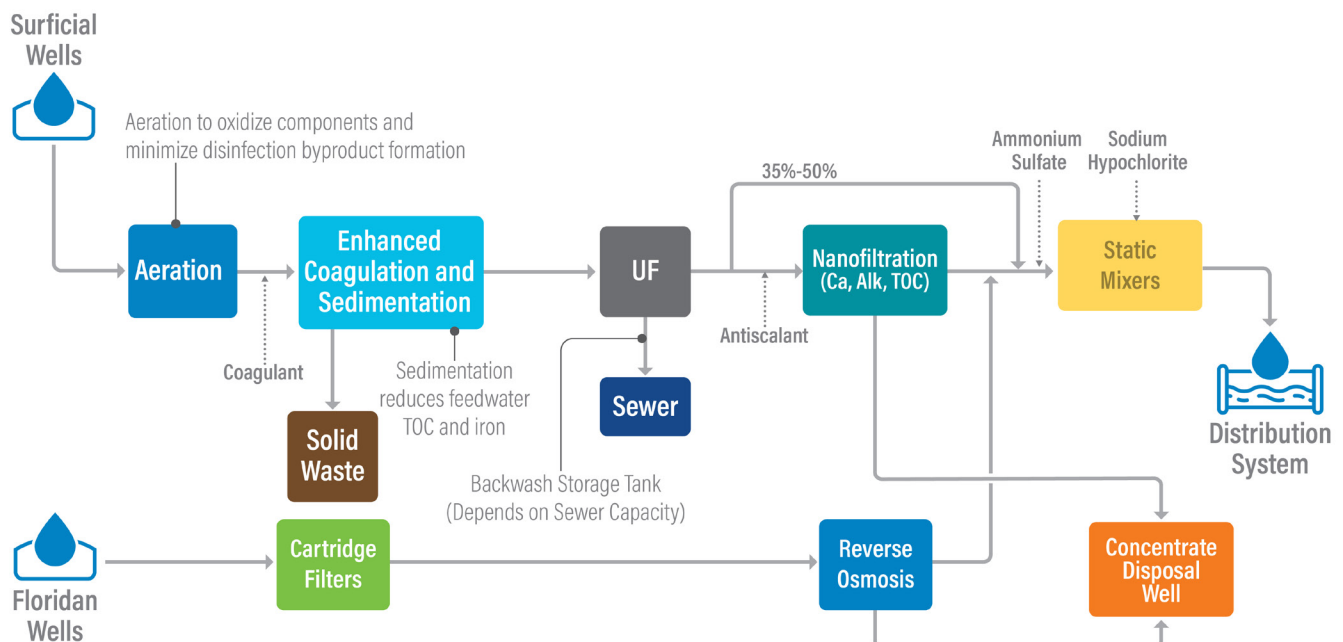 Surficial
Wells
Aeration to oxidize components and
minimize disinfection byproduct formation
Ammonium
Sulfate
Sodium
Hypochlorite
35%-50%
Aeration
Enhanced
Coagulation and
Sedimentation
UF
Nanofiltration
(Ca, Alk, TOC)
Static
Mixers
Coagulant
Sedimentation
reduces feedwater
TOC and iron
Antiscalant
Solid
Waste
Sewer
Distribution
System
Backwash Storage Tank
(Depends on Sewer Capacity)
Floridan
Wells
Cartridge
Filters
Reverse
Osmosis
Concentrate
Disposal
Well